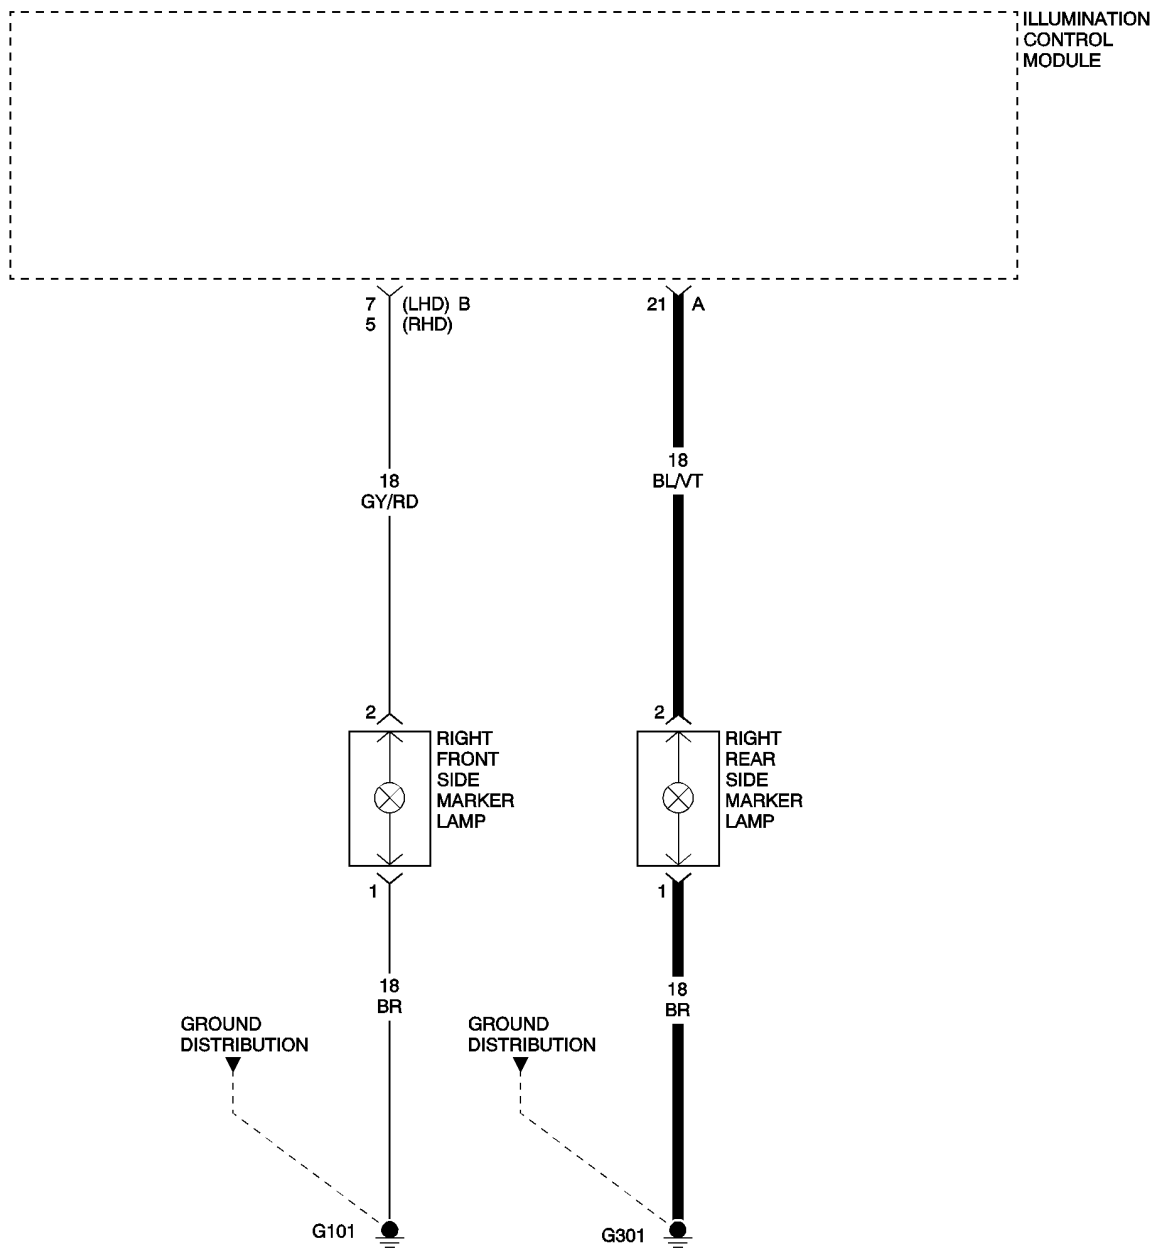 ILLUMINATION
CONTROL
MODULE
7 (LHD) B
5 (RHD)
21 A
18
GY/RD
18
BL/VT
2
RIGHT
FRONT
SIDE
MARKER
LAMP
2
RIGHT
REAR
SIDE
MARKER
LAMP
1
1
18
BR
18
BR
GROUND
DISTRIBUTION
GROUND
DISTRIBUTION
G101
G301